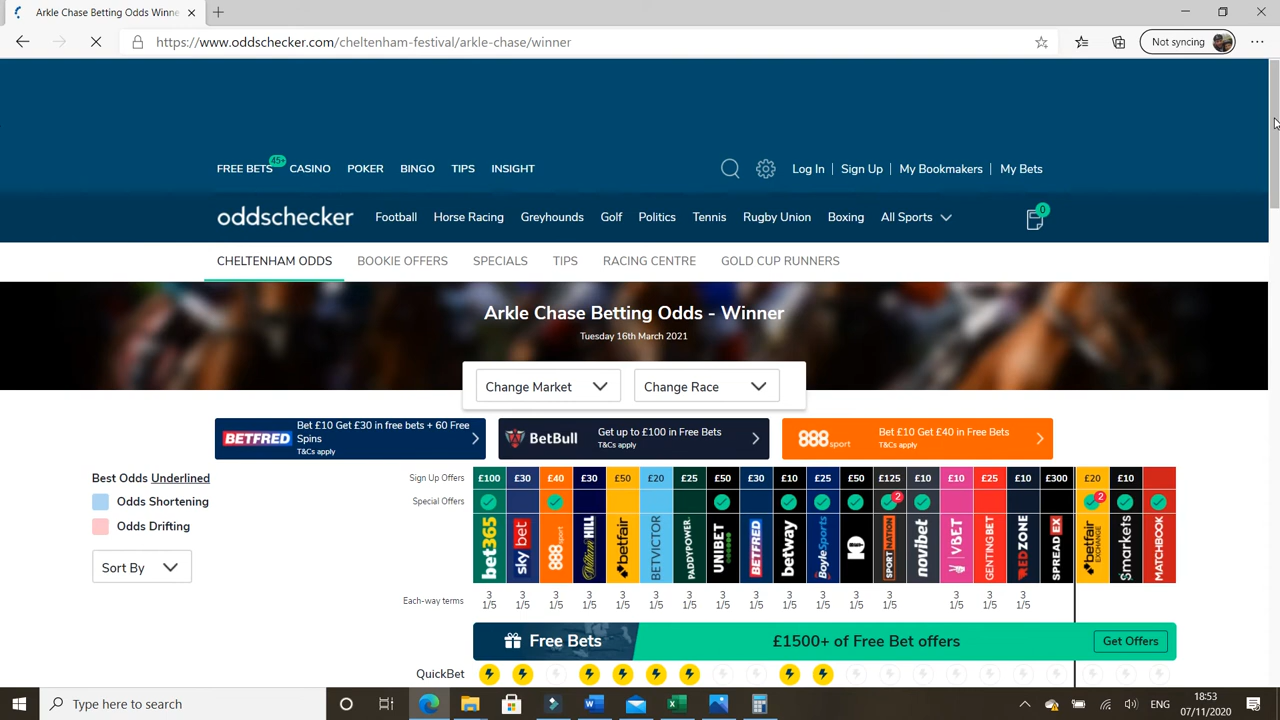 Arkle Chase Betting Odds Winne
https://www.oddschecker.com/cheltenham-festival/arkle-chase/winner
Not syncing
FREE BETS 45+ CASINO POKER BINGO TIPS INSIGHT
Log In Sign Up My Bookmakers My Bets
oddschecker Football Horse Racing Greyhounds Golf Politics Tennis Rugby Union Boxing All Sports 0
CHELTENHAM ODDS BOOKIE OFFERS SPECIALS TIPS RACING CENTRE GOLD CUP RUNNERS
Arkle Chase Betting Odds - Winner
Tuesday 16th March 2021
Change Market Change Race
BETFRED Bet £10 Get £30 in free bets + 60 Free
Spins
T&Cs apply
BetBull Get up to £100 in Free Bets
T&Cs apply
888sport Bet £10 Get £40 in Free Bets
T&Cs apply
Best Odds Underlined
Odds Shortening
Odds Drifting
Sort By
Sign Up Offers £100 £30 £40 £30 £50 £20 £25 £50 £30 £10 £25 £50 £125 £10 £10 £25 £10 £300 £20 £10
Special Offers 2 2
bet365 sky bet 888sport William HILL betfair BETVICTOR PADDYPOWER UNIBET BETFRED betway BoyleSports 10 SPORT NATION novibet VBET GENTINGBET REDZONE SPREADEX betfair EXCHANGE smarkets MATCHBOOK
Each-way terms 3 3 3 3 3 3 3 3 3 3 3 3 3 3 3 3
1/5 1/5 1/5 1/5 1/5 1/5 1/5 1/5 1/5 1/5 1/5 1/5 1/5 1/5 1/5 1/5
Free Bets £1500+ of Free Bet offers Get Offers
QuickBet
Type here to search
ENG
18:53
07/11/2020